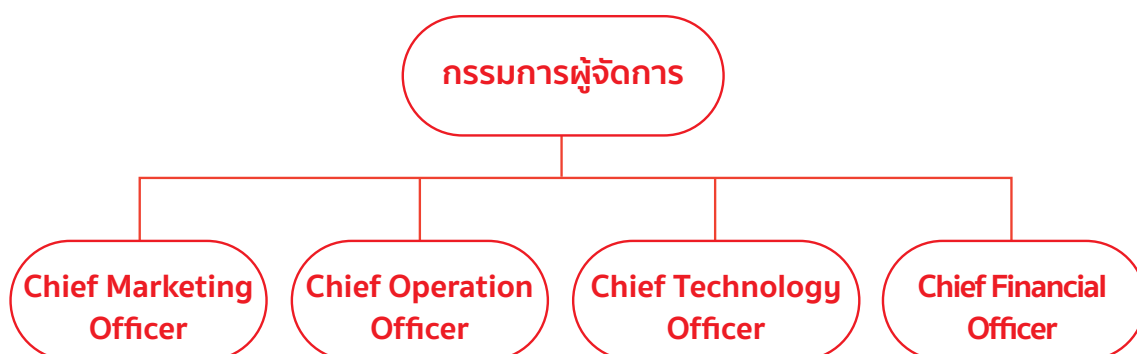 กรรมการผู้จัดการ
Chief Marketing
Officer
Chief Operation
Officer
Chief Technology
Officer
Chief Financial
Officer